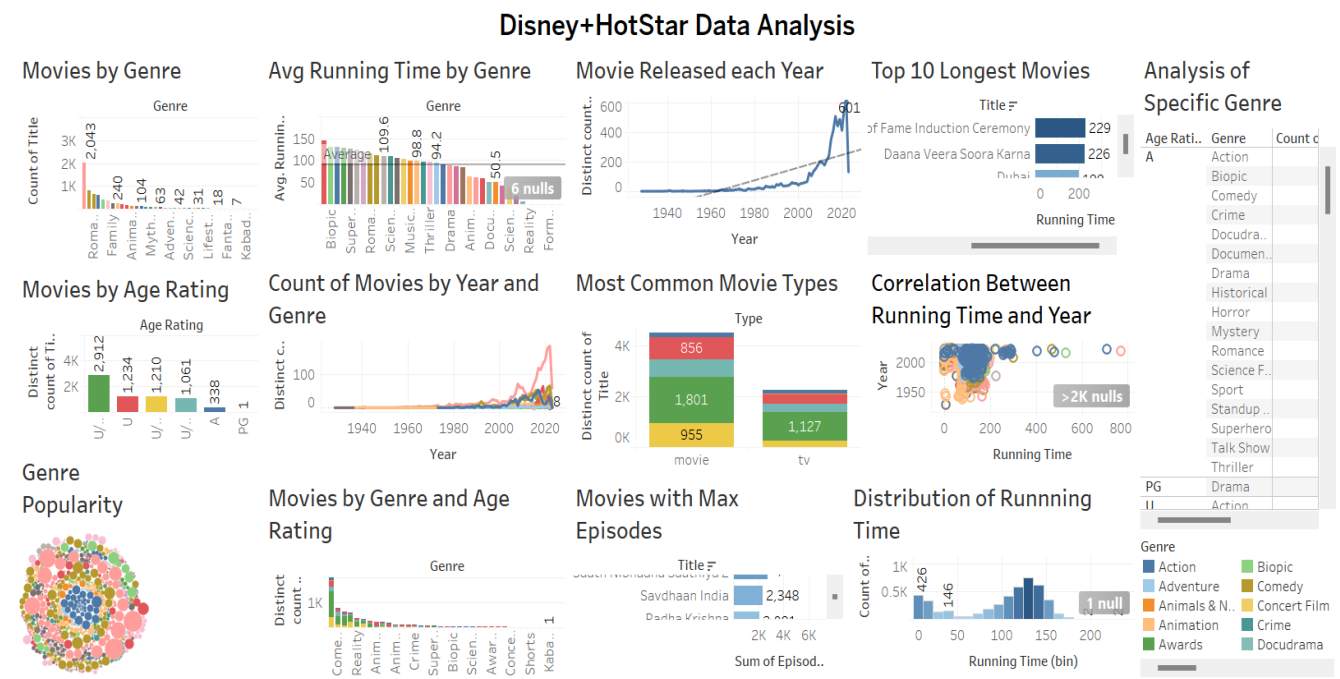 Disney+HotStar Data Analysis
Movies by Genre
Genre
Count of Title
3K
2K
1K
2,043
240
104
63
42
31
18
7
Roma..
Family
Anima..
Myth..
Adven..
Scienc..
Lifest..
Fanta..
Kabad..
Avg Running Time by Genre
Genre
Avg. Runnin..
150
100
50
Average
109.6
98.8
94.2
50.5
6 nulls
Biopic
Super..
Roma..
Scien..
Music..
Thriller
Drama
Anim..
Docu..
Scien..
Reality
Form..
Movie Released each Year
Distinct count..
600
400
200
0
601
1940
1960
1980
2000
2020
Year
Top 10 Longest Movies
Title
of Fame Induction Ceremony
229
Daana Veera Soora Karna
226
Dubai
0
200
Running Time
Analysis of
Specific Genre
Age Rati..
Genre
Count c
A
Action
Biopic
Comedy
Crime
Docudra..
Documen..
Drama
Historical
Horror
Mystery
Romance
Science F..
Sport
Standup ..
Superhero
Talk Show
Thriller
PG
Drama
U
Action
Movies by Age Rating
Age Rating
Distinct
count of Ti..
4K
2K
2,912
1,234
1,210
1,061
338
1
U/..
U
U/..
U/..
A
PG
Count of Movies by Year and
Genre
Distinct c..
100
0
8
1940
1960
1980
2000
2020
Year
Most Common Movie Types
Type
Distinct count of
Title
4K
2K
0K
856
1,801
955
1,127
movie
tv
Correlation Between
Running Time and Year
Year
2000
1950
>2K nulls
0
200
400
600
800
Running Time
Genre
Popularity
Movies by Genre and Age
Rating
Genre
Distinct
count ..
1K
1
Come..
Reality
Anim..
Anim..
Crime
Super..
Biopic
Scien..
Awar..
Conce..
Shorts
Kaba..
Movies with Max
Episodes
Title
Savdhaan India
2,348
Radha Krishna
2K
4K
6K
Sum of Episod..
Distribution of Runnning
Time
Count of..
1K
0.5K
0K
426
146
1 null
0
50
100
150
200
Running Time (bin)
Genre
Action
Biopic
Adventure
Comedy
Animals & N..
Concert Film
Animation
Crime
Awards
Docudrama